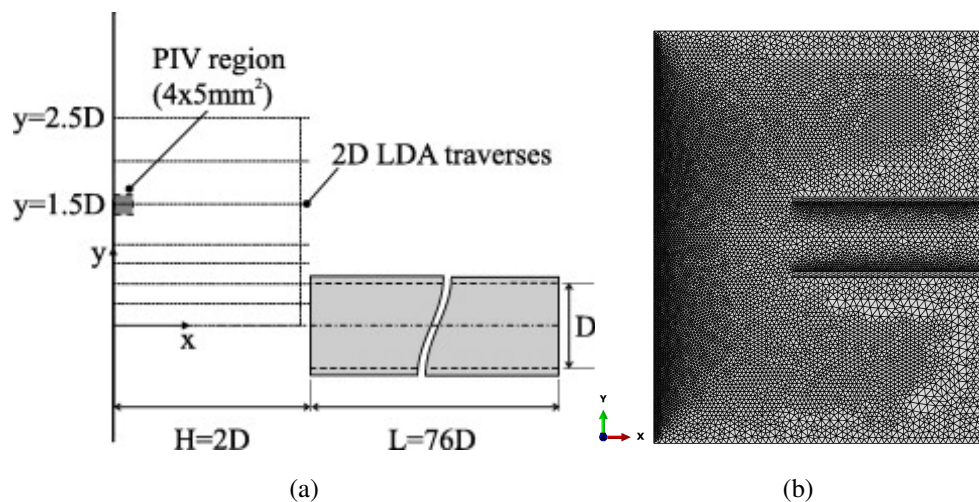 PIV region
(4x5mm²)
y=2.5D
2D LDA traverses
y=1.5D
y
x
D
H=2D
L=76D
Y
X
(a)
(b)